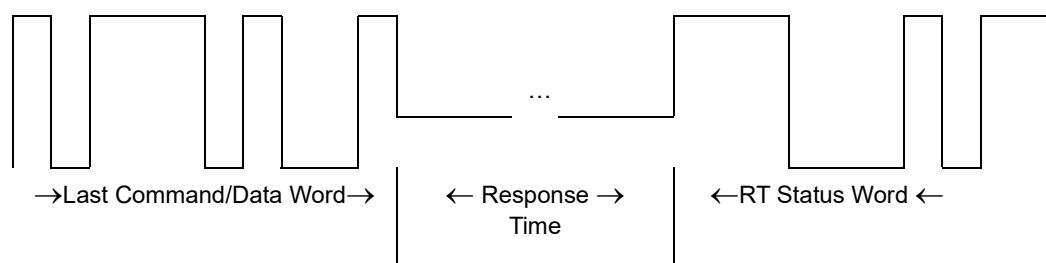 …
→Last Command/Data Word→
← Response →
Time
←RT Status Word ←